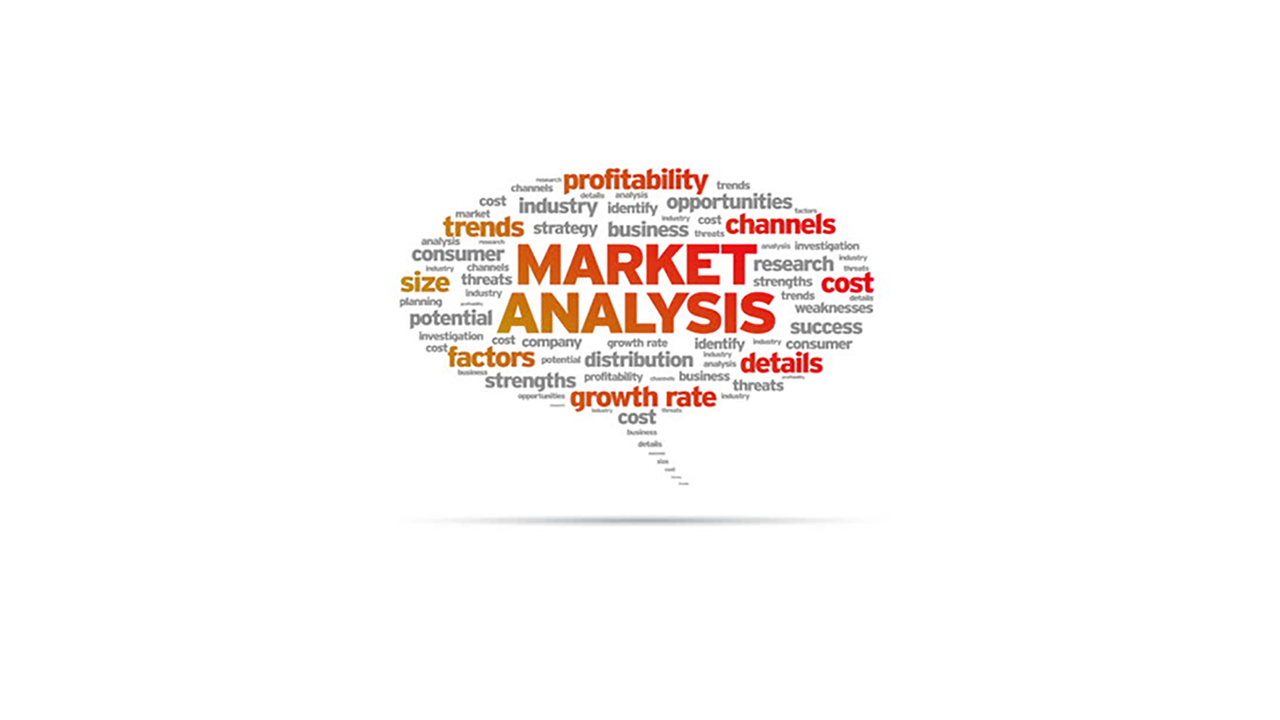 research profitability trends
channels details analysis
cost industry identify opportunities factors
market industry cost channels
trends strategy business threats
analysis research MARKET analysis investigation
consumer research industry
industry channels threats
size threats strengths cost
industry trends details
planning profitability ANALYSIS weaknesses
potential success
investigation cost company growth rate identify industry consumer
cost factors potential distribution industry analysis details
business strengths profitability channels business threats profitability
opportunities growth rate industry
industry cost threats
business
details
success
size
cost